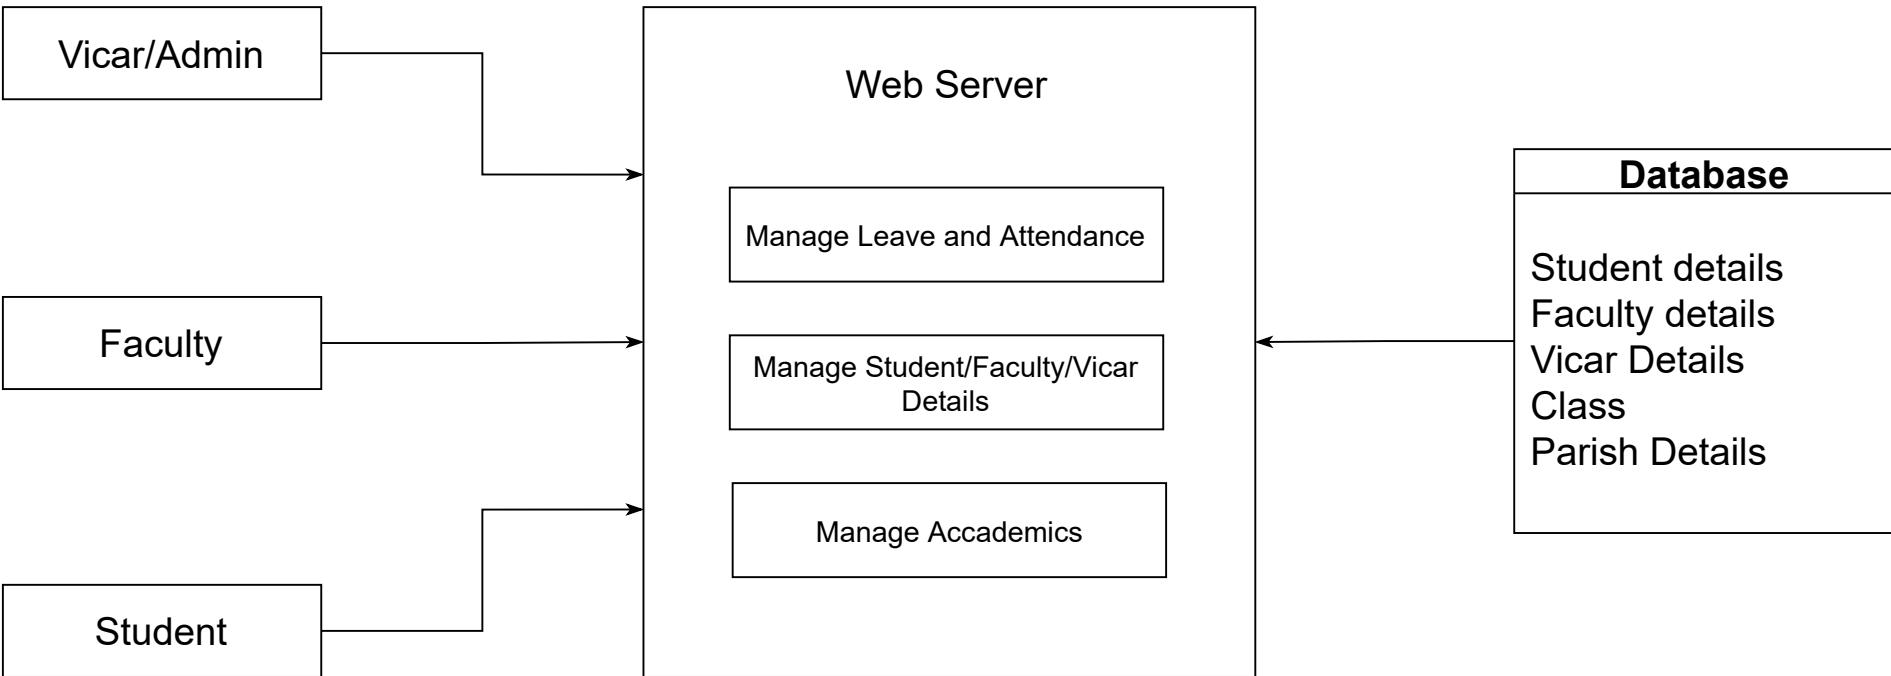 Vicar/Admin
Faculty
Student
Web Server
Manage Leave and Attendance
Manage Student/Faculty/Vicar
Details
Manage Accademics
Database
Student details
Faculty details
Vicar Details
Class
Parish Details